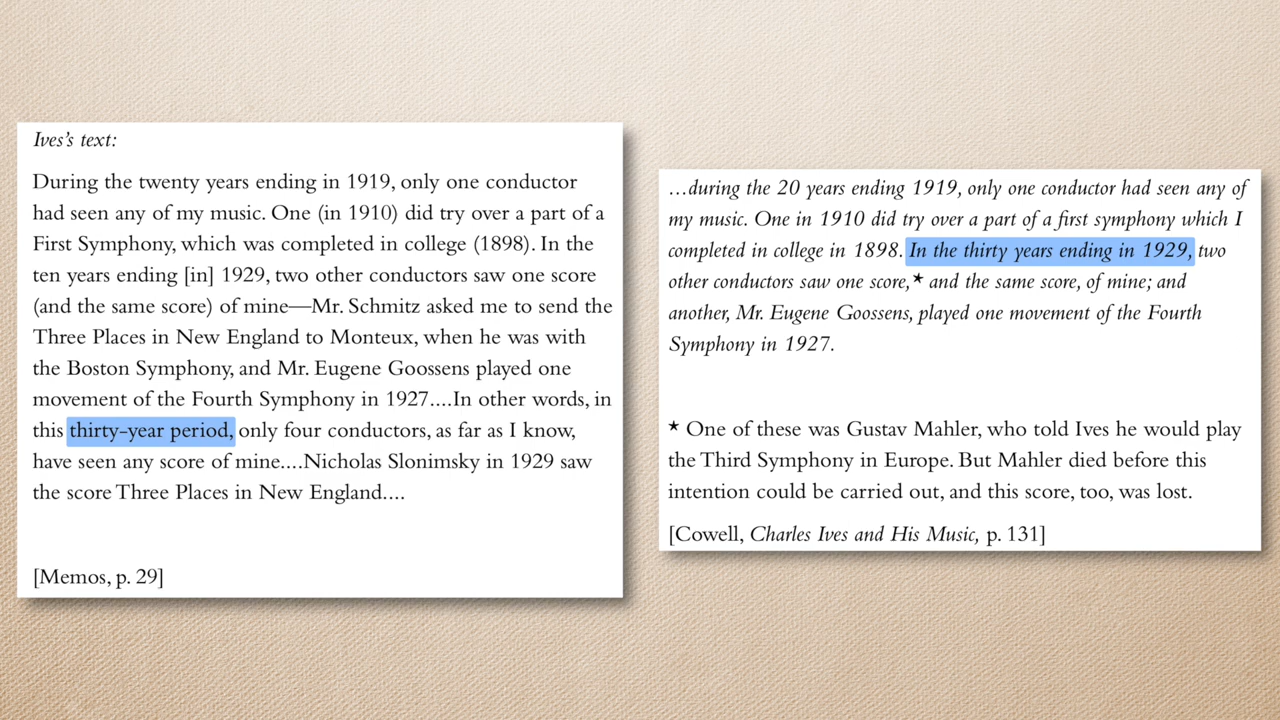 Ives’s text:
During the twenty years ending in 1919, only one conductor
had seen any of my music. One (in 1910) did try over a part of a
First Symphony, which was completed in college (1898). In the
ten years ending [in] 1929, two other conductors saw one score
(and the same score) of mine—Mr. Schmitz asked me to send the
Three Places in New England to Monteux, when he was with
the Boston Symphony, and Mr. Eugene Goossens played one
movement of the Fourth Symphony in 1927....In other words, in
this thirty-year period, only four conductors, as far as I know,
have seen any score of mine....Nicholas Slonimsky in 1929 saw
the score Three Places in New England....
[Memos, p. 29]
...during the 20 years ending 1919, only one conductor had seen any of
my music. One in 1910 did try over a part of a first symphony which I
completed in college in 1898. In the thirty years ending in 1929, two
other conductors saw one score,* and the same score, of mine; and
another, Mr. Eugene Goossens, played one movement of the Fourth
Symphony in 1927.
* One of these was Gustav Mahler, who told Ives he would play
the Third Symphony in Europe. But Mahler died before this
intention could be carried out, and this score, too, was lost.
[Cowell, Charles Ives and His Music, p. 131]